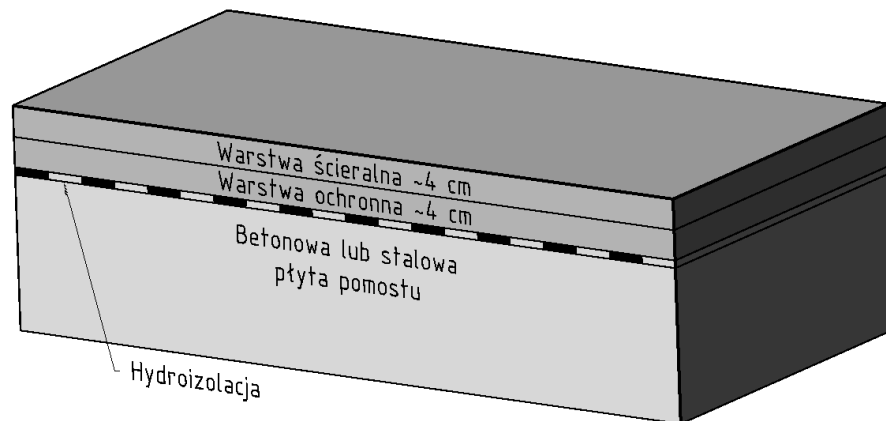 Warstwa ścieralna ~4 cm
Warstwa ochronna ~4 cm
Betonowa lub stalowa
płyta pomostu
Hydroizolacja